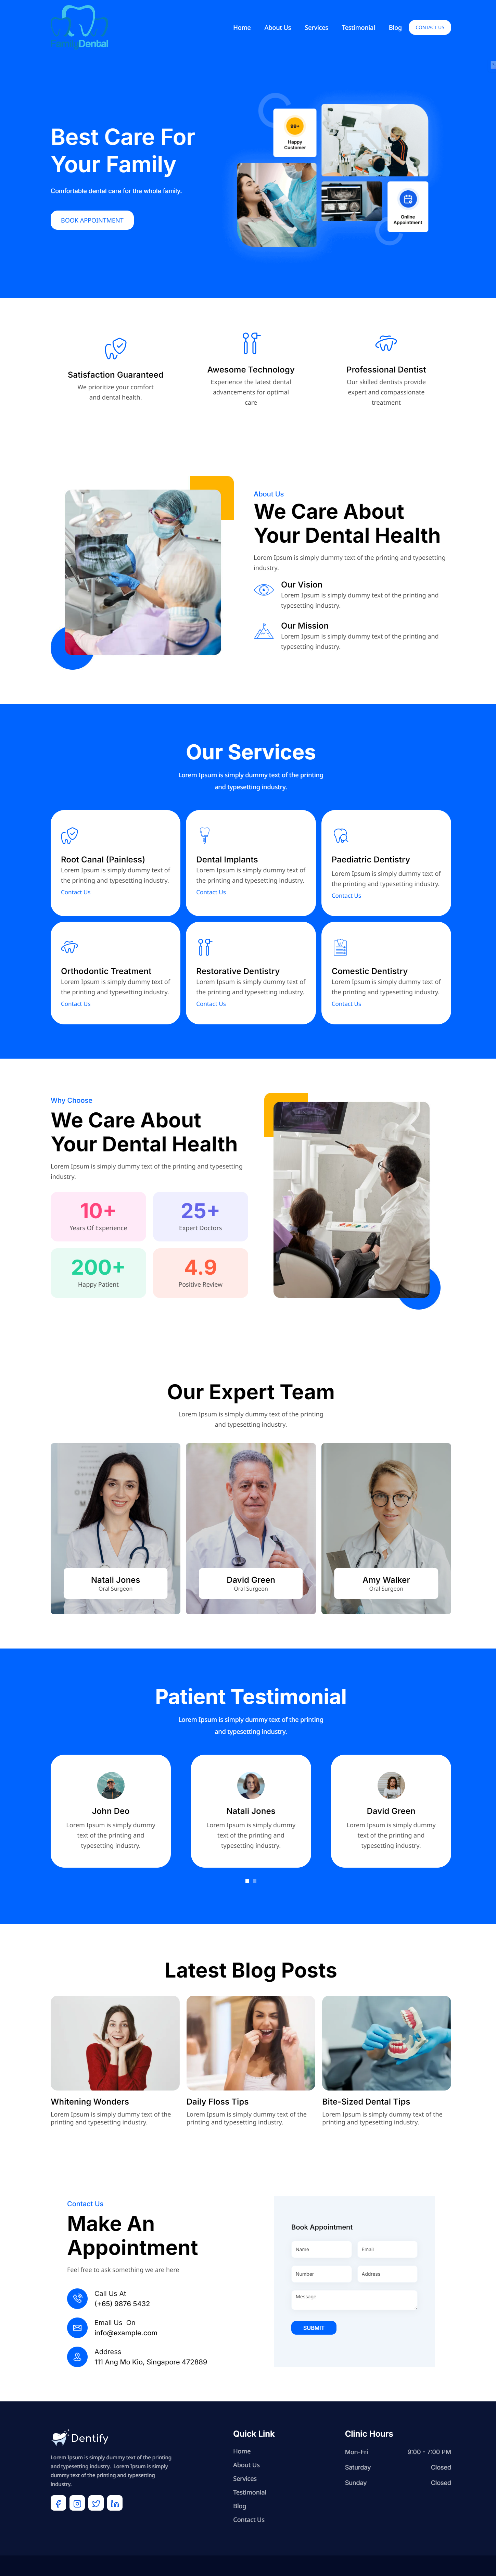 Family Dental
Home
About Us
Services
Testimonial
Blog
CONTACT US
Best Care For
Your Family
Comfortable dental care for the whole family.
BOOK APPOINTMENT
99+
Happy
Customer
Online
Appointment
Satisfaction Guaranteed
We prioritize your comfort
and dental health.
Awesome Technology
Experience the latest dental
advancements for optimal
care
Professional Dentist
Our skilled dentists provide
expert and compassionate
treatment
About Us
We Care About
Your Dental Health
Lorem Ipsum is simply dummy text of the printing and typesetting
industry.
Our Vision
Lorem Ipsum is simply dummy text of the printing and
typesetting industry.
Our Mission
Lorem Ipsum is simply dummy text of the printing and
typesetting industry.
Our Services
Lorem Ipsum is simply dummy text of the printing
and typesetting industry.
Root Canal (Painless)
Lorem Ipsum is simply dummy text of
the printing and typesetting industry.
Contact Us
Dental Implants
Lorem Ipsum is simply dummy text of
the printing and typesetting industry.
Contact Us
Paediatric Dentistry
Lorem Ipsum is simply dummy text of
the printing and typesetting industry.
Contact Us
Orthodontic Treatment
Lorem Ipsum is simply dummy text of
the printing and typesetting industry.
Contact Us
Restorative Dentistry
Lorem Ipsum is simply dummy text of
the printing and typesetting industry.
Contact Us
Comestic Dentistry
Lorem Ipsum is simply dummy text of
the printing and typesetting industry.
Contact Us
Why Choose
We Care About
Your Dental Health
Lorem Ipsum is simply dummy text of the printing and typesetting
industry.
10+
Years Of Experience
25+
Expert Doctors
200+
Happy Patient
4.9
Positive Review
Our Expert Team
Lorem Ipsum is simply dummy text of the printing
and typesetting industry.
Natali Jones
Oral Surgeon
David Green
Oral Surgeon
Amy Walker
Oral Surgeon
Patient Testimonial
Lorem Ipsum is simply dummy text of the printing
and typesetting industry.
John Deo
Lorem Ipsum is simply dummy
text of the printing and
typesetting industry.
Natali Jones
Lorem Ipsum is simply dummy
text of the printing and
typesetting industry.
David Green
Lorem Ipsum is simply dummy
text of the printing and
typesetting industry.
Latest Blog Posts
Whitening Wonders
Lorem Ipsum is simply dummy text of the
printing and typesetting industry.
Daily Floss Tips
Lorem Ipsum is simply dummy text of the
printing and typesetting industry.
Bite-Sized Dental Tips
Lorem Ipsum is simply dummy text of the
printing and typesetting industry.
Contact Us
Make An
Appointment
Feel free to ask something we are here
Call Us At
(+65) 9876 5432
Email Us On
info@example.com
Address
111 Ang Mo Kio, Singapore 472889
Book Appointment
Name
Email
Number
Address
Message
SUBMIT
Dentify
Lorem Ipsum is simply dummy text of the printing
and typesetting industry. Lorem Ipsum is simply
dummy text of the printing and typesetting
industry.
Quick Link
Home
About Us
Services
Testimonial
Blog
Contact Us
Clinic Hours
Mon-Fri
9:00 - 7:00 PM
Saturday
Closed
Sunday
Closed